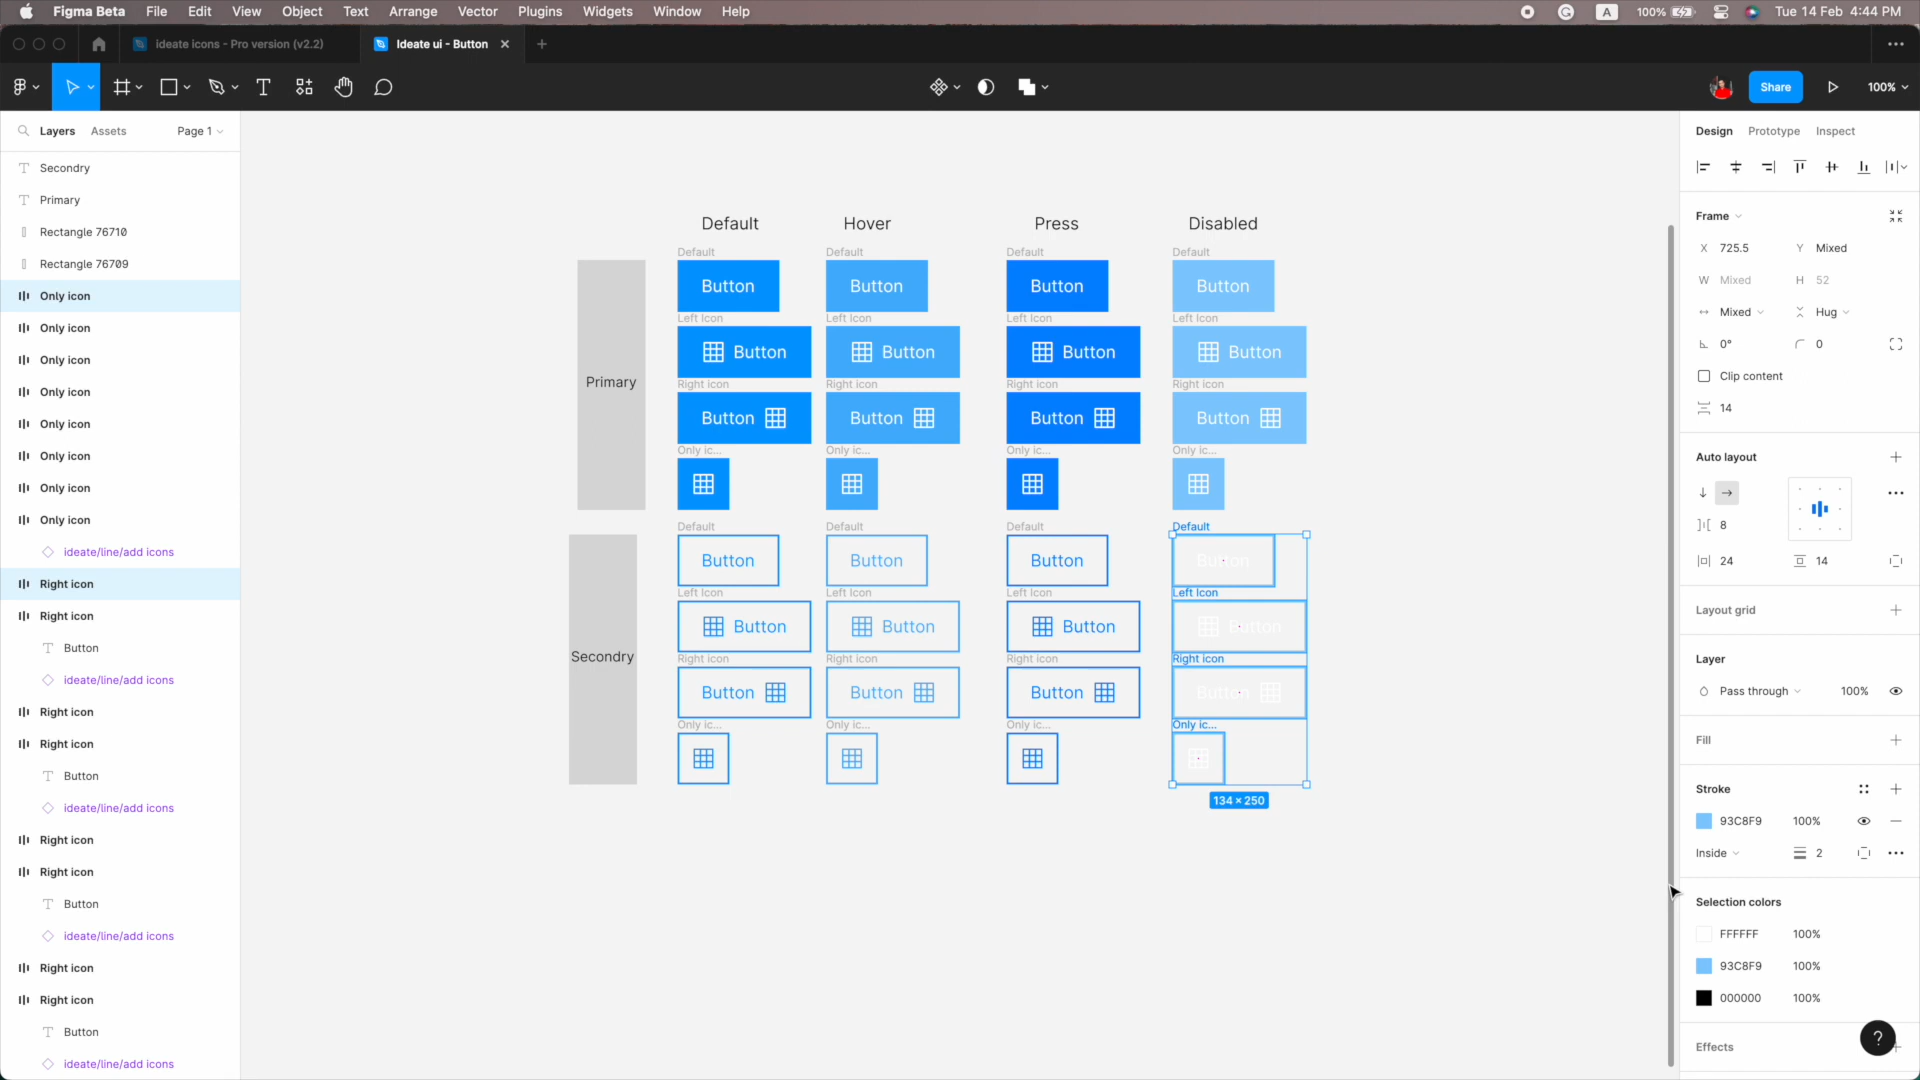 Figma Beta File Edit View Object Text Arrange Vector Plugins Widgets Window Help
A 100% Tue 14 Feb 4:44 PM
ideate icons - Pro version (v2.2) Ideate ui - Button
Share 100%
Layers Assets Page 1
Secondry
Primary
Rectangle 76710
Rectangle 76709
Only icon
Only icon
Only icon
Only icon
Only icon
Only icon
Only icon
Only icon
ideate/line/add icons
Right icon
Right icon
Button
ideate/line/add icons
Right icon
Right icon
Button
ideate/line/add icons
Right icon
Right icon
Button
ideate/line/add icons
Right icon
Right icon
Button
ideate/line/add icons
Default Hover Press Disabled
Default Default Default Default
Button Button Button Button
Left Icon Left Icon Left Icon Left Icon
Button Button Button Button
Primary
Right icon Right icon Right icon Right icon
Button Button Button Button
Only ic... Only ic... Only ic... Only ic...
Default Default Default Default
Button Button Button Button
Left Icon Left Icon Left Icon Left Icon
Button Button Button Button
Secondry
Right icon Right icon Right icon Right icon
Button Button Button Button
Only ic... Only ic... Only ic... Only ic...
134 × 250
Design Prototype Inspect
Frame
X 725.5 Y Mixed
W Mixed H 52
Mixed Hug
0° 0
Clip content
14
Auto layout
8
24 14
Layout grid
Layer
Pass through 100%
Fill
Stroke
93C8F9 100%
Inside 2
Selection colors
FFFFFF 100%
93C8F9 100%
000000 100%
Effects
?